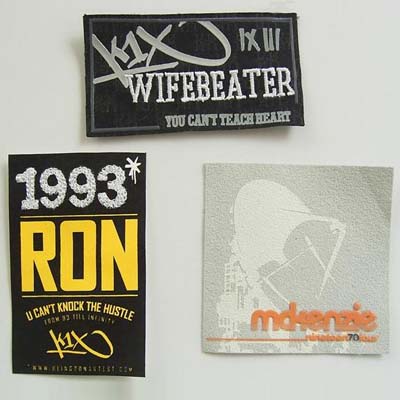 K1X
IX III
WIFEBEATER
YOU CAN'T TEACH HEART
1993*
RON
U CAN'T KNOCK THE HUSTLE
FROM 93 TILL INFINITY
K1X
mckenzie
nineteen70four